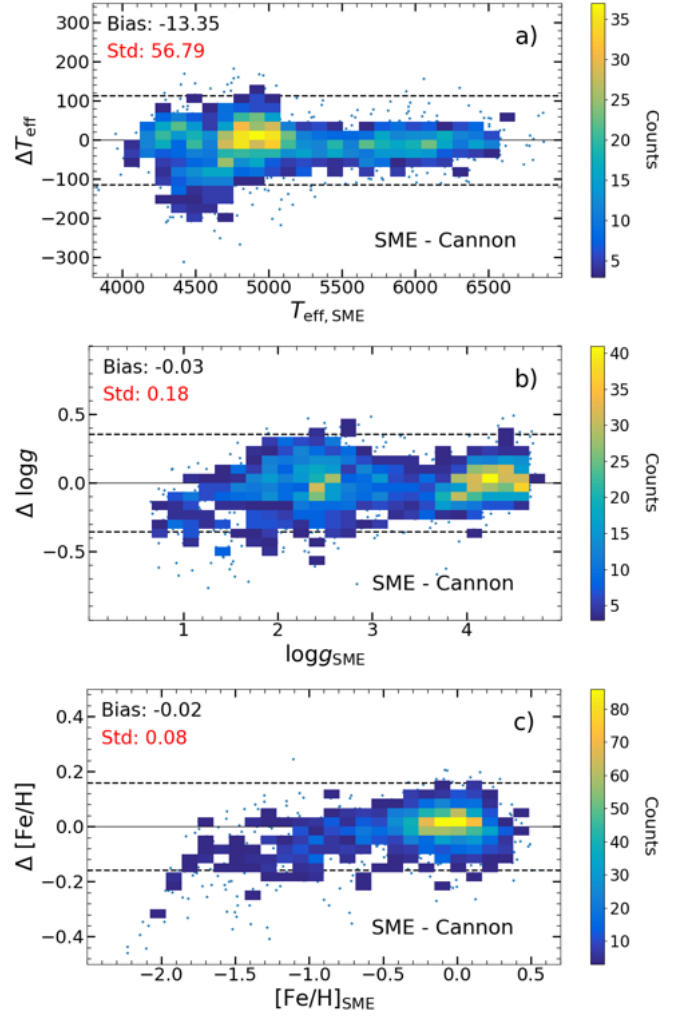 Bias: -13.35
Std: 56.79
a)
300
200
100
0
−100
−200
−300
ΔTeff
SME - Cannon
4000 4500 5000 5500 6000 6500
Teff, SME
35
30
25
20
15
10
5
Counts
Bias: -0.03
Std: 0.18
b)
0.5
0.0
−0.5
Δ logg
SME - Cannon
1 2 3 4
loggSME
40
35
30
25
20
15
10
5
Counts
Bias: -0.02
Std: 0.08
c)
0.4
0.2
0.0
−0.2
−0.4
Δ [Fe/H]
SME - Cannon
−2.0 −1.5 −1.0 −0.5 0.0 0.5
[Fe/H]SME
80
70
60
50
40
30
20
10
Counts